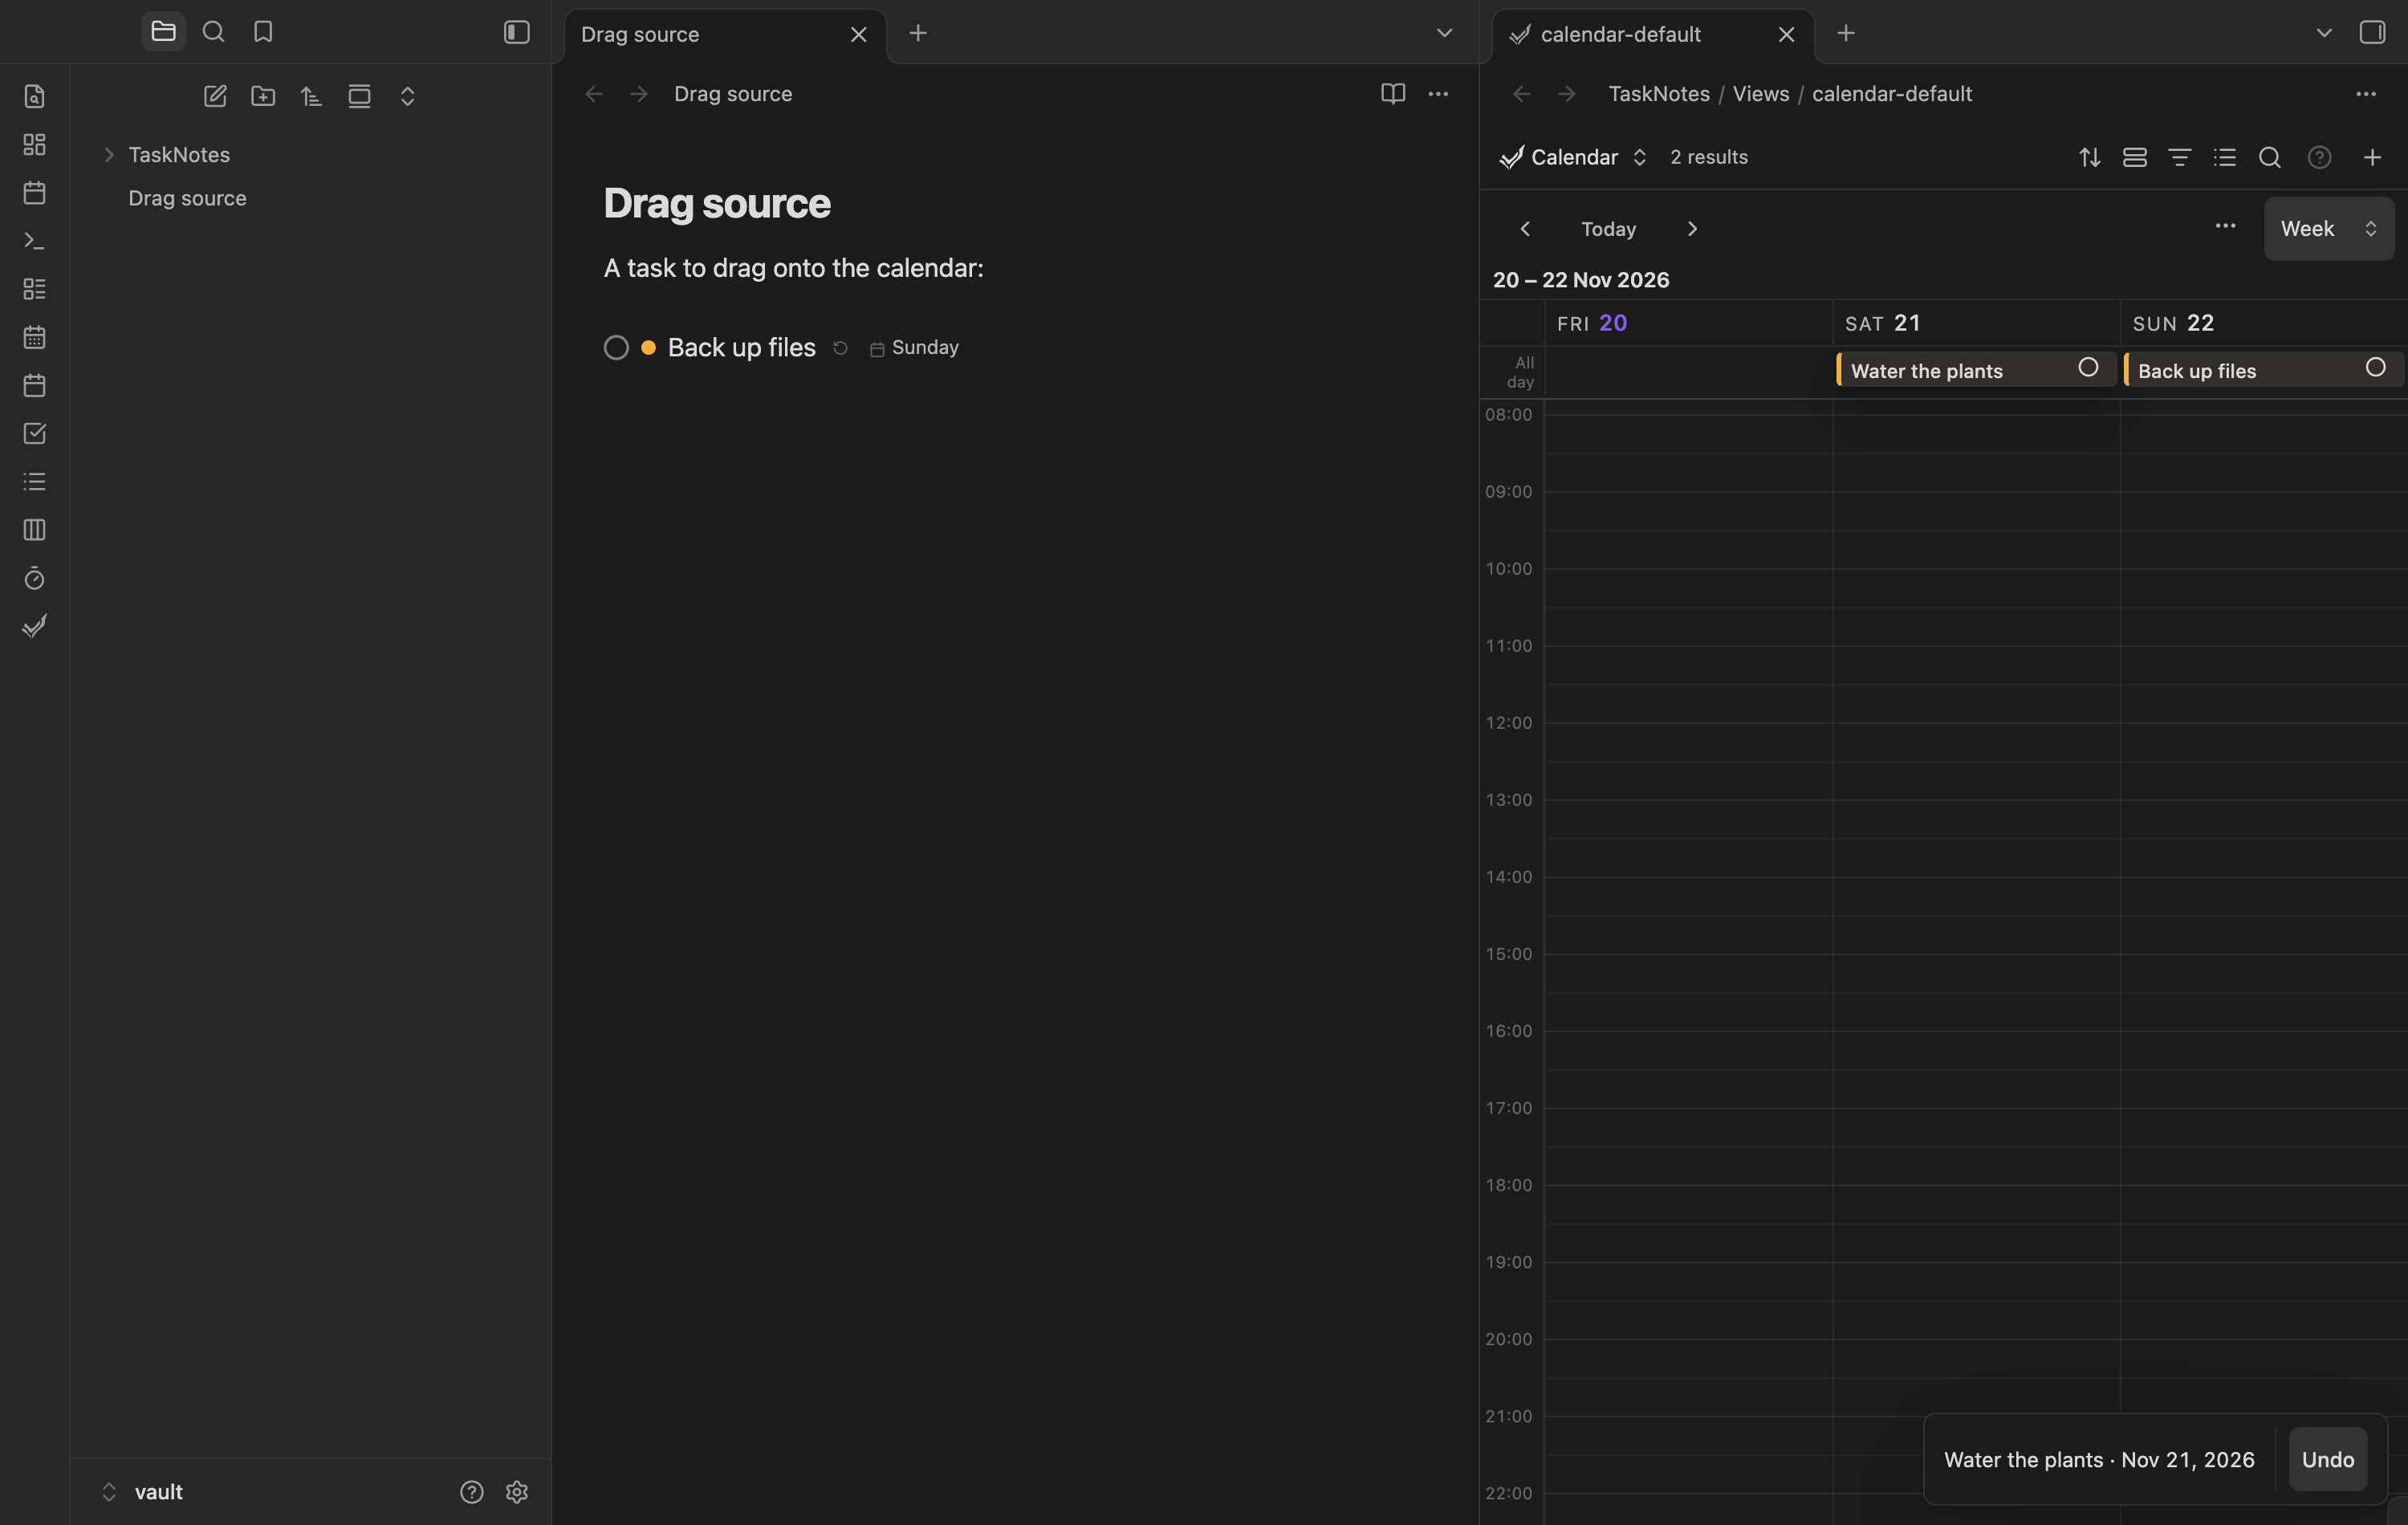 Drag source
calendar-default
Drag source
TaskNotes / Views / calendar-default
TaskNotes
Drag source
vault
Drag source
A task to drag onto the calendar:
Back up files Sunday
Calendar 2 results
Today
Week
20 – 22 Nov 2026
FRI 20 SAT 21 SUN 22
All day
Water the plants
Back up files
08:00
09:00
10:00
11:00
12:00
13:00
14:00
15:00
16:00
17:00
18:00
19:00
20:00
21:00
22:00
Water the plants · Nov 21, 2026
Undo